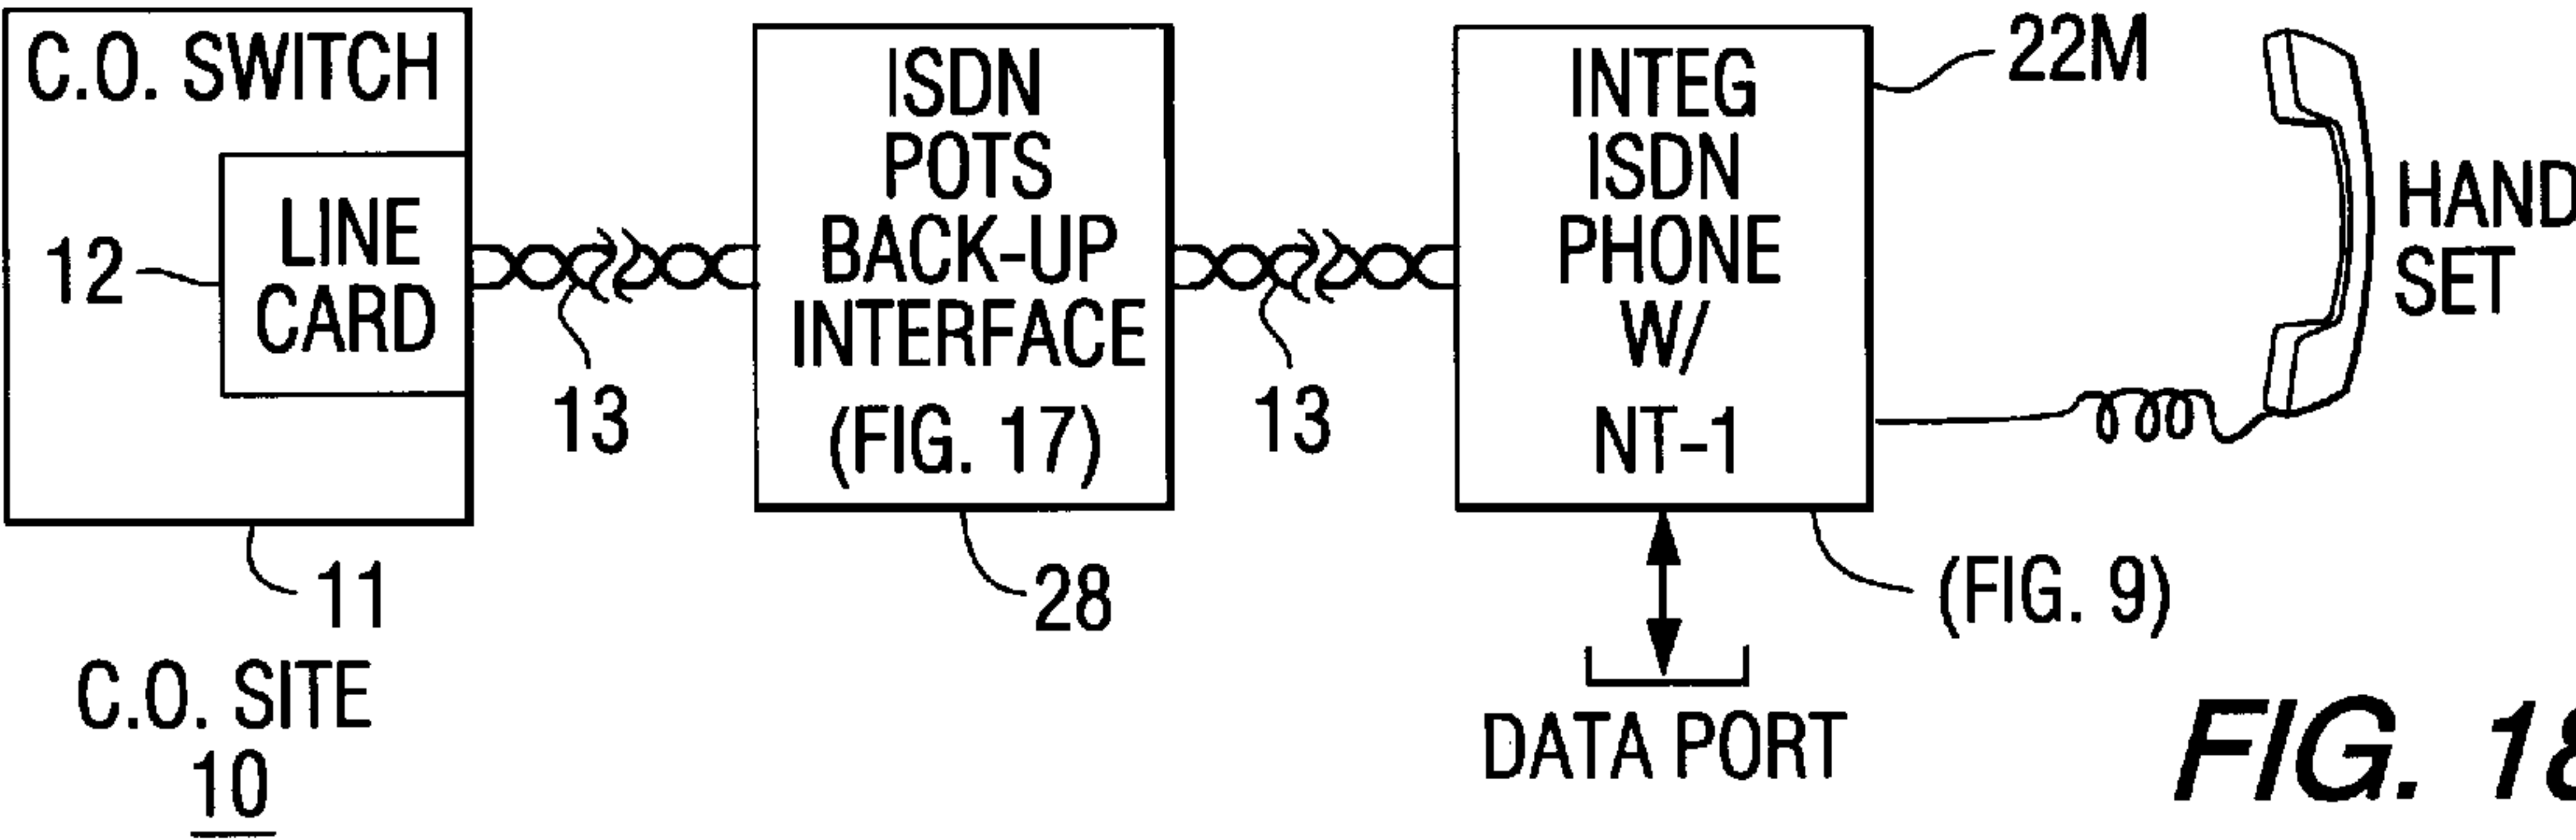 C.O. SWITCH
LINE
CARD
12
13
11
C.O. SITE
10
ISDN
POTS
BACK-UP
INTERFACE
(FIG. 17)
28
13
INTEG
ISDN
PHONE
W/
NT-1
22M
HAND
SET
(FIG. 9)
DATA PORT
FIG. 18